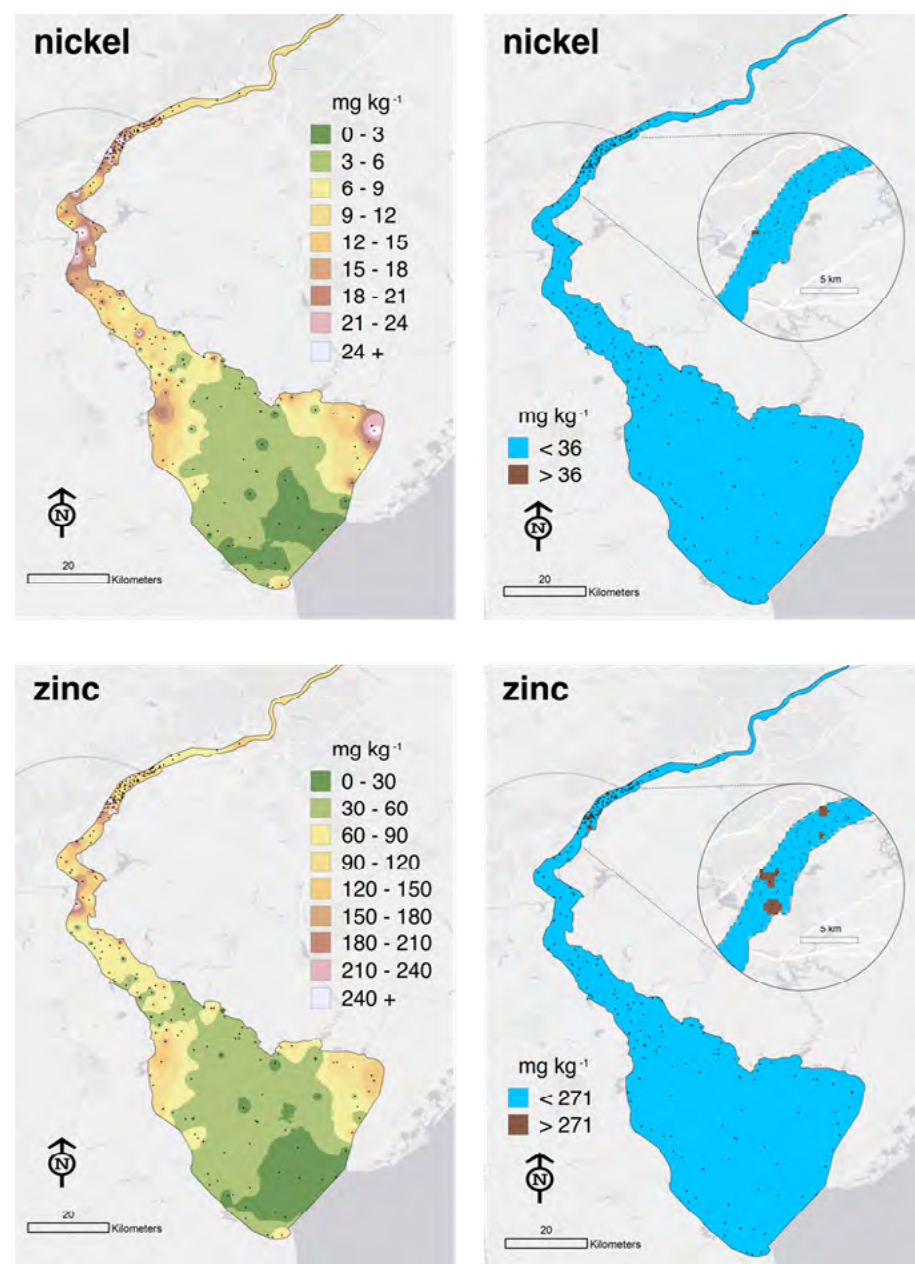 nickel
mg kg⁻¹
0 - 3
3 - 6
6 - 9
9 - 12
12 - 15
15 - 18
18 - 21
21 - 24
24 +
N
20
Kilometers
nickel
5 km
mg kg⁻¹
< 36
> 36
N
20
Kilometers
zinc
mg kg⁻¹
0 - 30
30 - 60
60 - 90
90 - 120
120 - 150
150 - 180
180 - 210
210 - 240
240 +
N
20
Kilometers
zinc
5 km
mg kg⁻¹
< 271
> 271
N
20
Kilometers